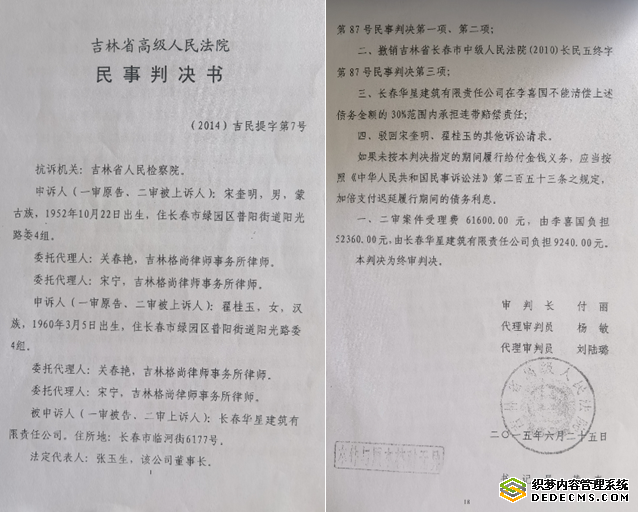 吉林省高级人民法院
民事判决书
（2014）吉民提字第7号
抗诉机关：吉林省人民检察院。
申诉人（一审原告、二审被上诉人）：宋奎明，男，蒙
古族，1952年10月22日出生，住长春市绿园区普阳街道阳光
路委4组。
委托代理人：关春艳，吉林格尚律师事务所律师。
委托代理人：宋宁，吉林格尚律师事务所律师。
申诉人（一审原告、二审被上诉人）：翟桂玉，女，汉
族，1960年3月5日出生，住长春市绿园区普阳街道阳光路委
4组。
委托代理人：关春艳，吉林格尚律师事务所律师。
委托代理人：宋宁，吉林格尚律师事务所律师。
被申诉人（一审被告、二审上诉人）：长春华星建筑有
限责任公司。住所地：长春市临河街6177号。
法定代表人：张玉生，该公司董事长。
1
第87号民事判决第一项、第二项；
二、撤销吉林省长春市中级人民法院(2010)长民五终字
第87号民事判决第三项；
三、长春华星建筑有限责任公司在李喜国不能清偿上述
债务金额的30%范围内承担连带赔偿责任；
四、驳回宋奎明、翟桂玉的其他诉讼请求。
如果未按本判决指定的期间履行给付金钱义务，应当按
照《中华人民共和国民事诉讼法》第二百五十三条之规定，
加倍支付迟延履行期间的债务利息。
一、二审案件受理费 61600.00 元，由李喜国负担
52360.00元，由长春华星建筑有限责任公司负担9240.00元。
本判决为终审判决。
审 判 长 付 丽
代理审判员 杨 敏
代理审判员 刘陆璐
吉林省高级人民法院
二〇一五年六月二十五日
本件与原本核对无异
书 记 员
18
织梦内容管理系统
DEDECMS.COM